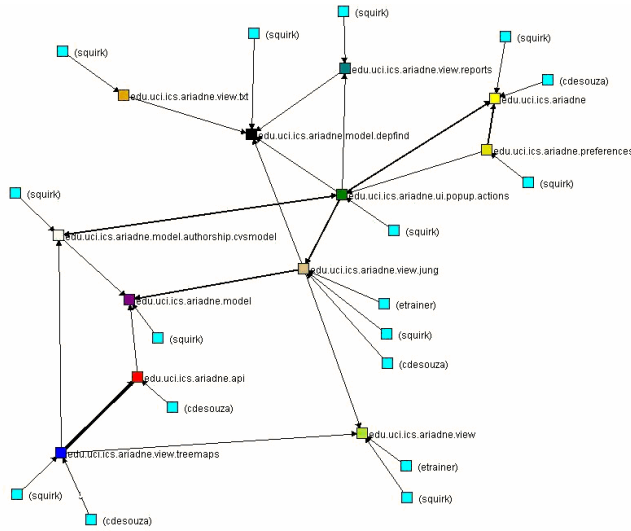 (squirk)
(squirk)
(squirk)
(squirk)
edu.uci.ics.ariadne.view.reports
(cdesouza)
edu.uci.ics.ariadne.view.txt
edu.uci.ics.ariadne
edu.uci.ics.ariadne.model.depfind
edu.uci.ics.ariadne.preferences
(squirk)
(squirk)
edu.uci.ics.ariadne.ui.popup.actions
(squirk)
edu.uci.ics.ariadne.model.authorship.cvsmodel
edu.uci.ics.ariadne.view.jung
edu.uci.ics.ariadne.model
(etrainer)
(squirk)
(squirk)
(cdesouza)
edu.uci.ics.ariadne.api
(cdesouza)
edu.uci.ics.ariadne.view
edu.uci.ics.ariadne.view.treemaps
(etrainer)
(squirk)
(squirk)
(cdesouza)